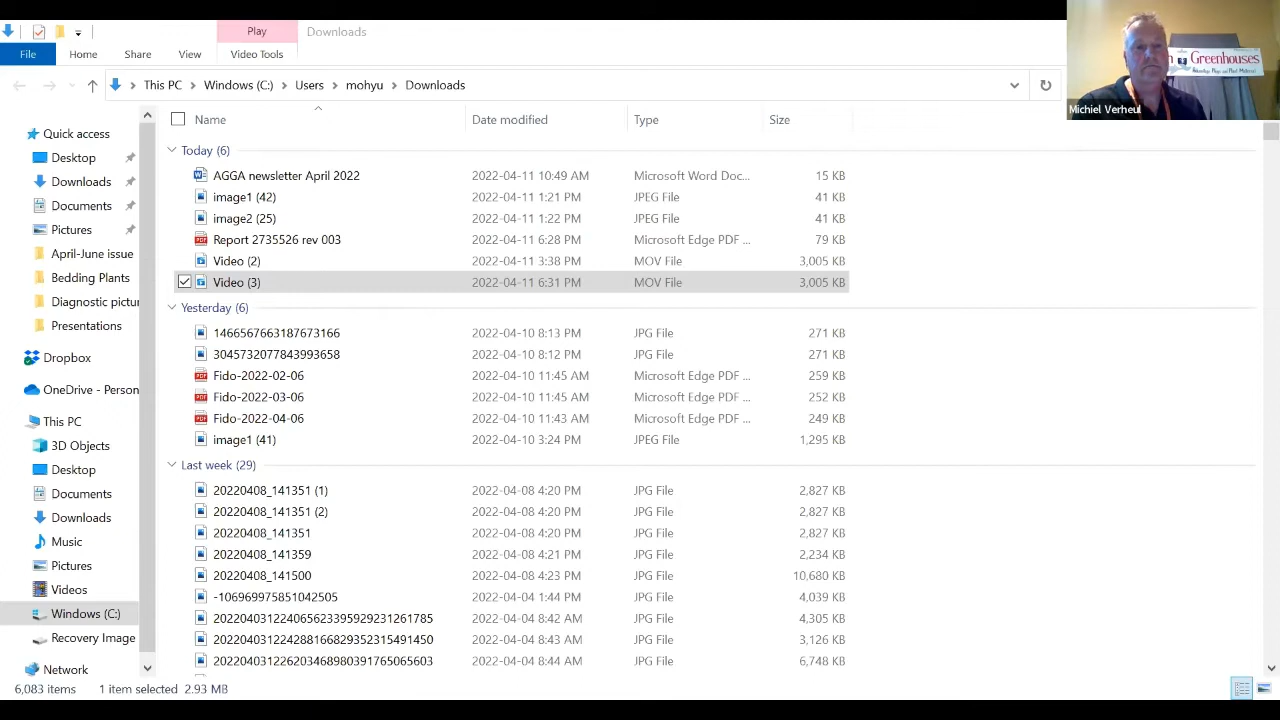 Play
Downloads
File
Home
Share
View
Video Tools
This PC
Windows (C:)
Users
mohyu
Downloads
Name
Date modified
Type
Size
Quick access
Desktop
Downloads
Documents
Pictures
April-June issue
Bedding Plants
Diagnostic pictur
Presentations
Dropbox
OneDrive - Person
This PC
3D Objects
Desktop
Documents
Downloads
Music
Pictures
Videos
Windows (C:)
Recovery Image
Network
Today (6)
AGGA newsletter April 2022 2022-04-11 10:49 AM Microsoft Word Doc... 15 KB
image1 (42) 2022-04-11 1:21 PM JPEG File 41 KB
image2 (25) 2022-04-11 1:22 PM JPEG File 41 KB
Report 2735526 rev 003 2022-04-11 6:28 PM Microsoft Edge PDF ... 79 KB
Video (2) 2022-04-11 3:38 PM MOV File 3,005 KB
Video (3) 2022-04-11 6:31 PM MOV File 3,005 KB
Yesterday (6)
1466567663187673166 2022-04-10 8:13 PM JPG File 271 KB
3045732077843993658 2022-04-10 8:12 PM JPG File 271 KB
Fido-2022-02-06 2022-04-10 11:45 AM Microsoft Edge PDF ... 259 KB
Fido-2022-03-06 2022-04-10 11:45 AM Microsoft Edge PDF ... 252 KB
Fido-2022-04-06 2022-04-10 11:43 AM Microsoft Edge PDF ... 249 KB
image1 (41) 2022-04-10 3:24 PM JPEG File 1,295 KB
Last week (29)
20220408_141351 (1) 2022-04-08 4:20 PM JPG File 2,827 KB
20220408_141351 (2) 2022-04-08 4:20 PM JPG File 2,827 KB
20220408_141351 2022-04-08 4:20 PM JPG File 2,827 KB
20220408_141359 2022-04-08 4:21 PM JPG File 2,234 KB
20220408_141500 2022-04-08 4:23 PM JPG File 10,680 KB
-106969975851042505 2022-04-04 1:44 PM JPG File 4,039 KB
202204031224065623395929231261785 2022-04-04 8:42 AM JPG File 4,305 KB
202204031224288166829352315491450 2022-04-04 8:43 AM JPG File 3,126 KB
202204031226203468980391765065603 2022-04-04 8:44 AM JPG File 6,748 KB
6,083 items 1 item selected 2.93 MB
Greenhouses
Michiel Verheul